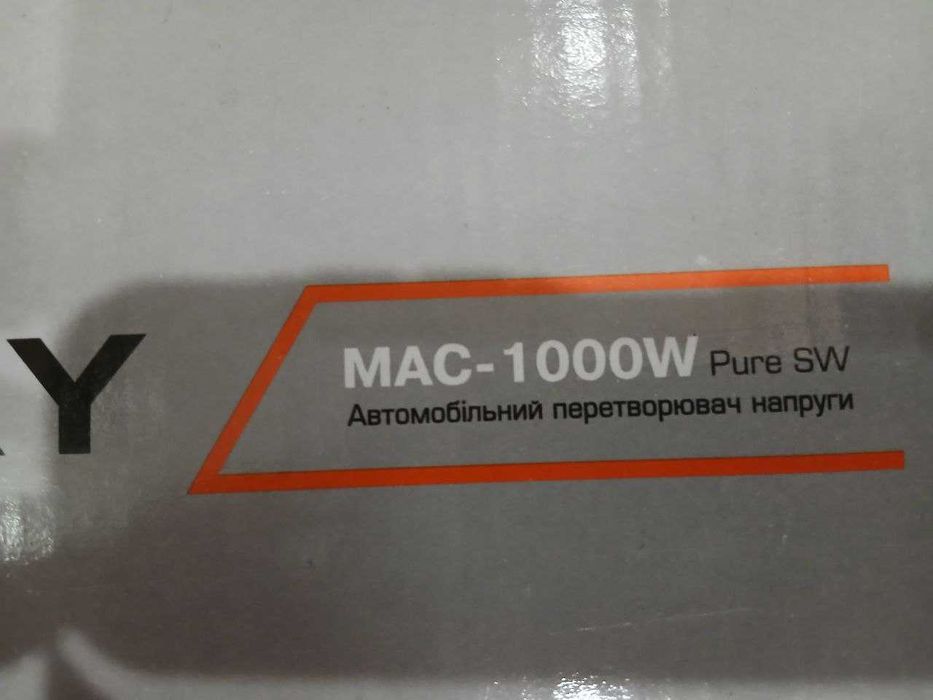 Y
MAC-1000W Pure SW
Автомобільний перетворювач напруги